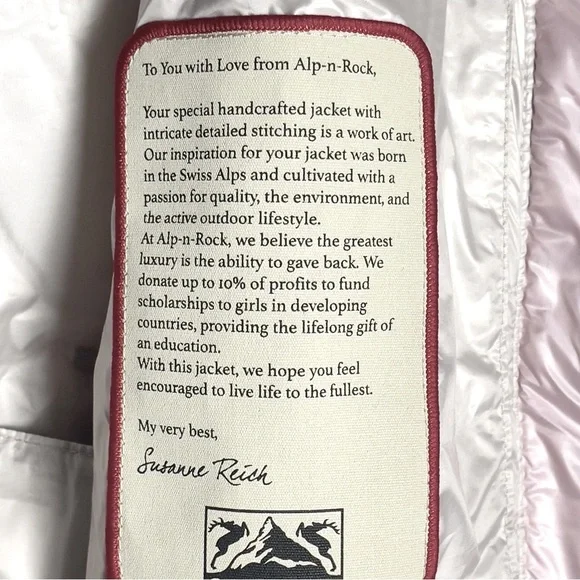 To You with Love from Alp-n-Rock,
Your special handcrafted jacket with
intricate detailed stitching is a work of art.
Our inspiration for your jacket was born
in the Swiss Alps and cultivated with a
passion for quality, the environment, and
the active outdoor lifestyle.
At Alp-n-Rock, we believe the greatest
luxury is the ability to gave back. We
donate up to 10% of profits to fund
scholarships to girls in developing
countries, providing the lifelong gift of
an education.
With this jacket, we hope you feel
encouraged to live life to the fullest.
My very best,
Susanne Reich